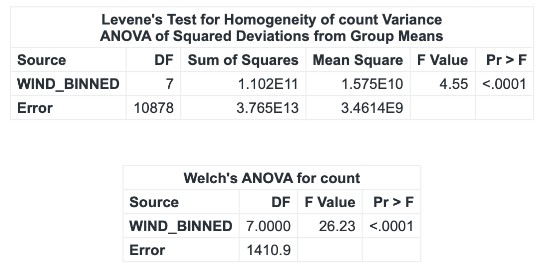 Levene's Test for Homogeneity of count Variance
ANOVA of Squared Deviations from Group Means
Source DF Sum of Squares Mean Square F Value Pr > F
WIND_BINNED 7 1.102E11 1.575E10 4.55 <.0001
Error 10878 3.765E13 3.4614E9
Welch's ANOVA for count
Source DF F Value Pr > F
WIND_BINNED 7.0000 26.23 <.0001
Error 1410.9